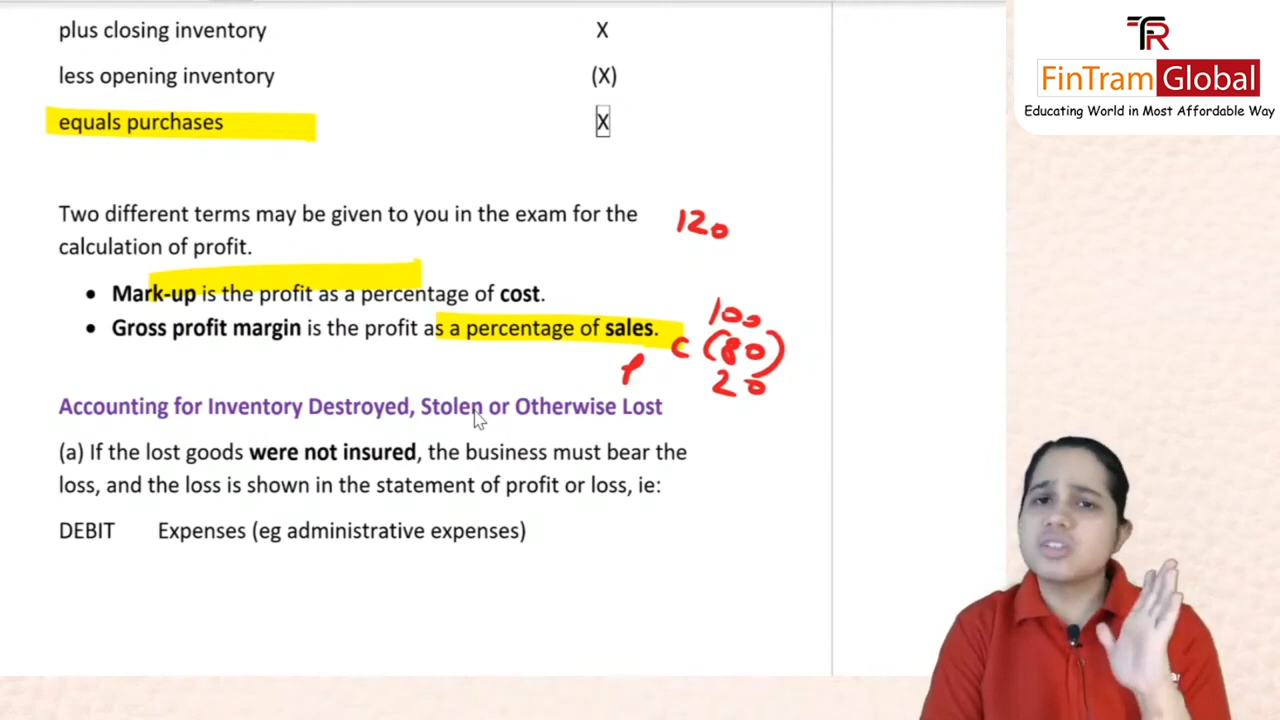 plus closing inventory X
less opening inventory (X)
equals purchases X
Two different terms may be given to you in the exam for the
calculation of profit.
120
• Mark-up is the profit as a percentage of cost.
• Gross profit margin is the profit as a percentage of sales.
100
C (80)
P 20
Accounting for Inventory Destroyed, Stolen or Otherwise Lost
(a) If the lost goods were not insured, the business must bear the
loss, and the loss is shown in the statement of profit or loss, ie:
DEBIT Expenses (eg administrative expenses)
TR
FinTram Global
Educating World in Most Affordable Way